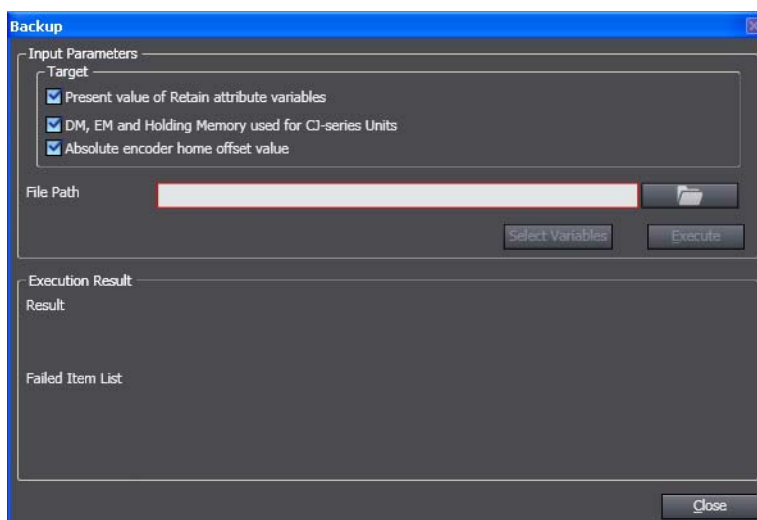 Backup
Input Parameters
Target
Present value of Retain attribute variables
DM, EM and Holding Memory used for CJ-series Units
Absolute encoder home offset value
File Path
Select Variables
Execute
Execution Result
Result
Failed Item List
Close